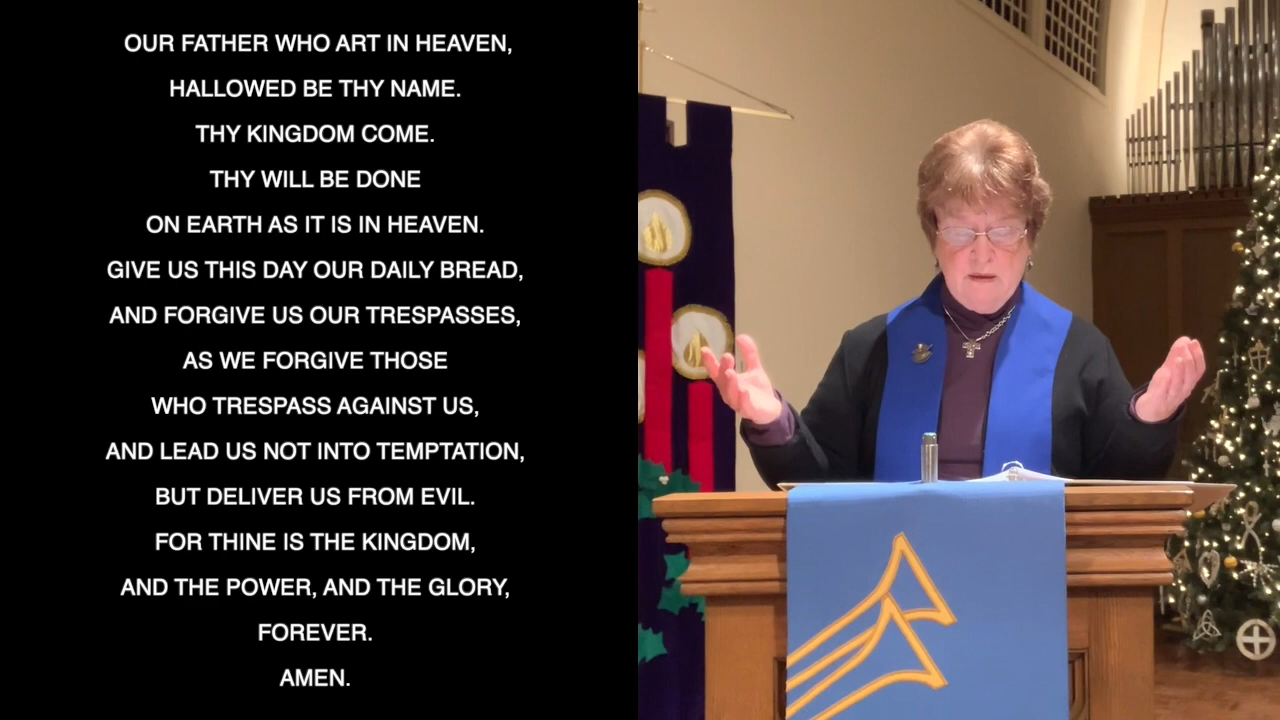 OUR FATHER WHO ART IN HEAVEN,
HALLOWED BE THY NAME.
THY KINGDOM COME.
THY WILL BE DONE
ON EARTH AS IT IS IN HEAVEN.
GIVE US THIS DAY OUR DAILY BREAD,
AND FORGIVE US OUR TRESPASSES,
AS WE FORGIVE THOSE
WHO TRESPASS AGAINST US,
AND LEAD US NOT INTO TEMPTATION,
BUT DELIVER US FROM EVIL.
FOR THINE IS THE KINGDOM,
AND THE POWER, AND THE GLORY,
FOREVER.
AMEN.